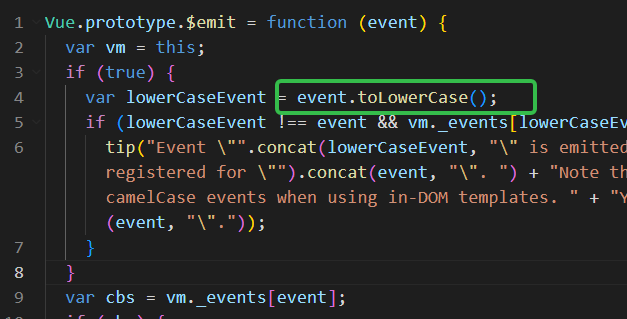 1 Vue.prototype.$emit = function (event) {
2 var vm = this;
3 if (true) {
4 var lowerCaseEvent = event.toLowerCase();
5 if (lowerCaseEvent !== event && vm._events[lowerCaseEv
6 tip("Event \"".concat(lowerCaseEvent, "\" is emitted
registered for \"").concat(event, "\". ") + "Note th
camelCase events when using in-DOM templates. " + "Y
(event, "\"."));
7 }
8 }
9 var cbs = vm._events[event];